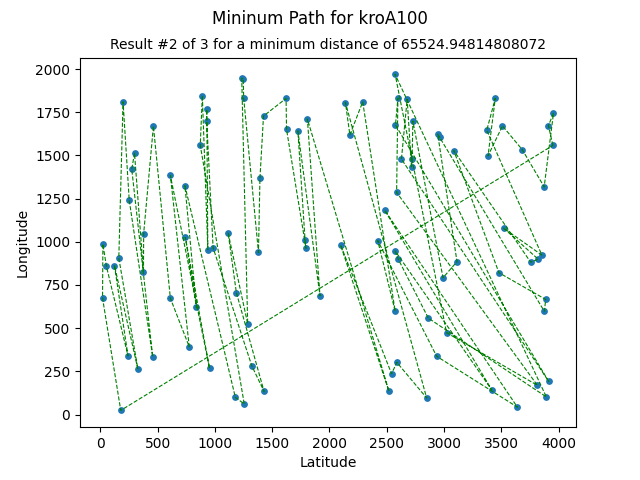 Mininum Path for kroA100
Result #2 of 3 for a minimum distance of 65524.94814808072
2000
1750
1500
1250
1000
750
500
250
0
Longitude
0 500 1000 1500 2000 2500 3000 3500 4000
Latitude